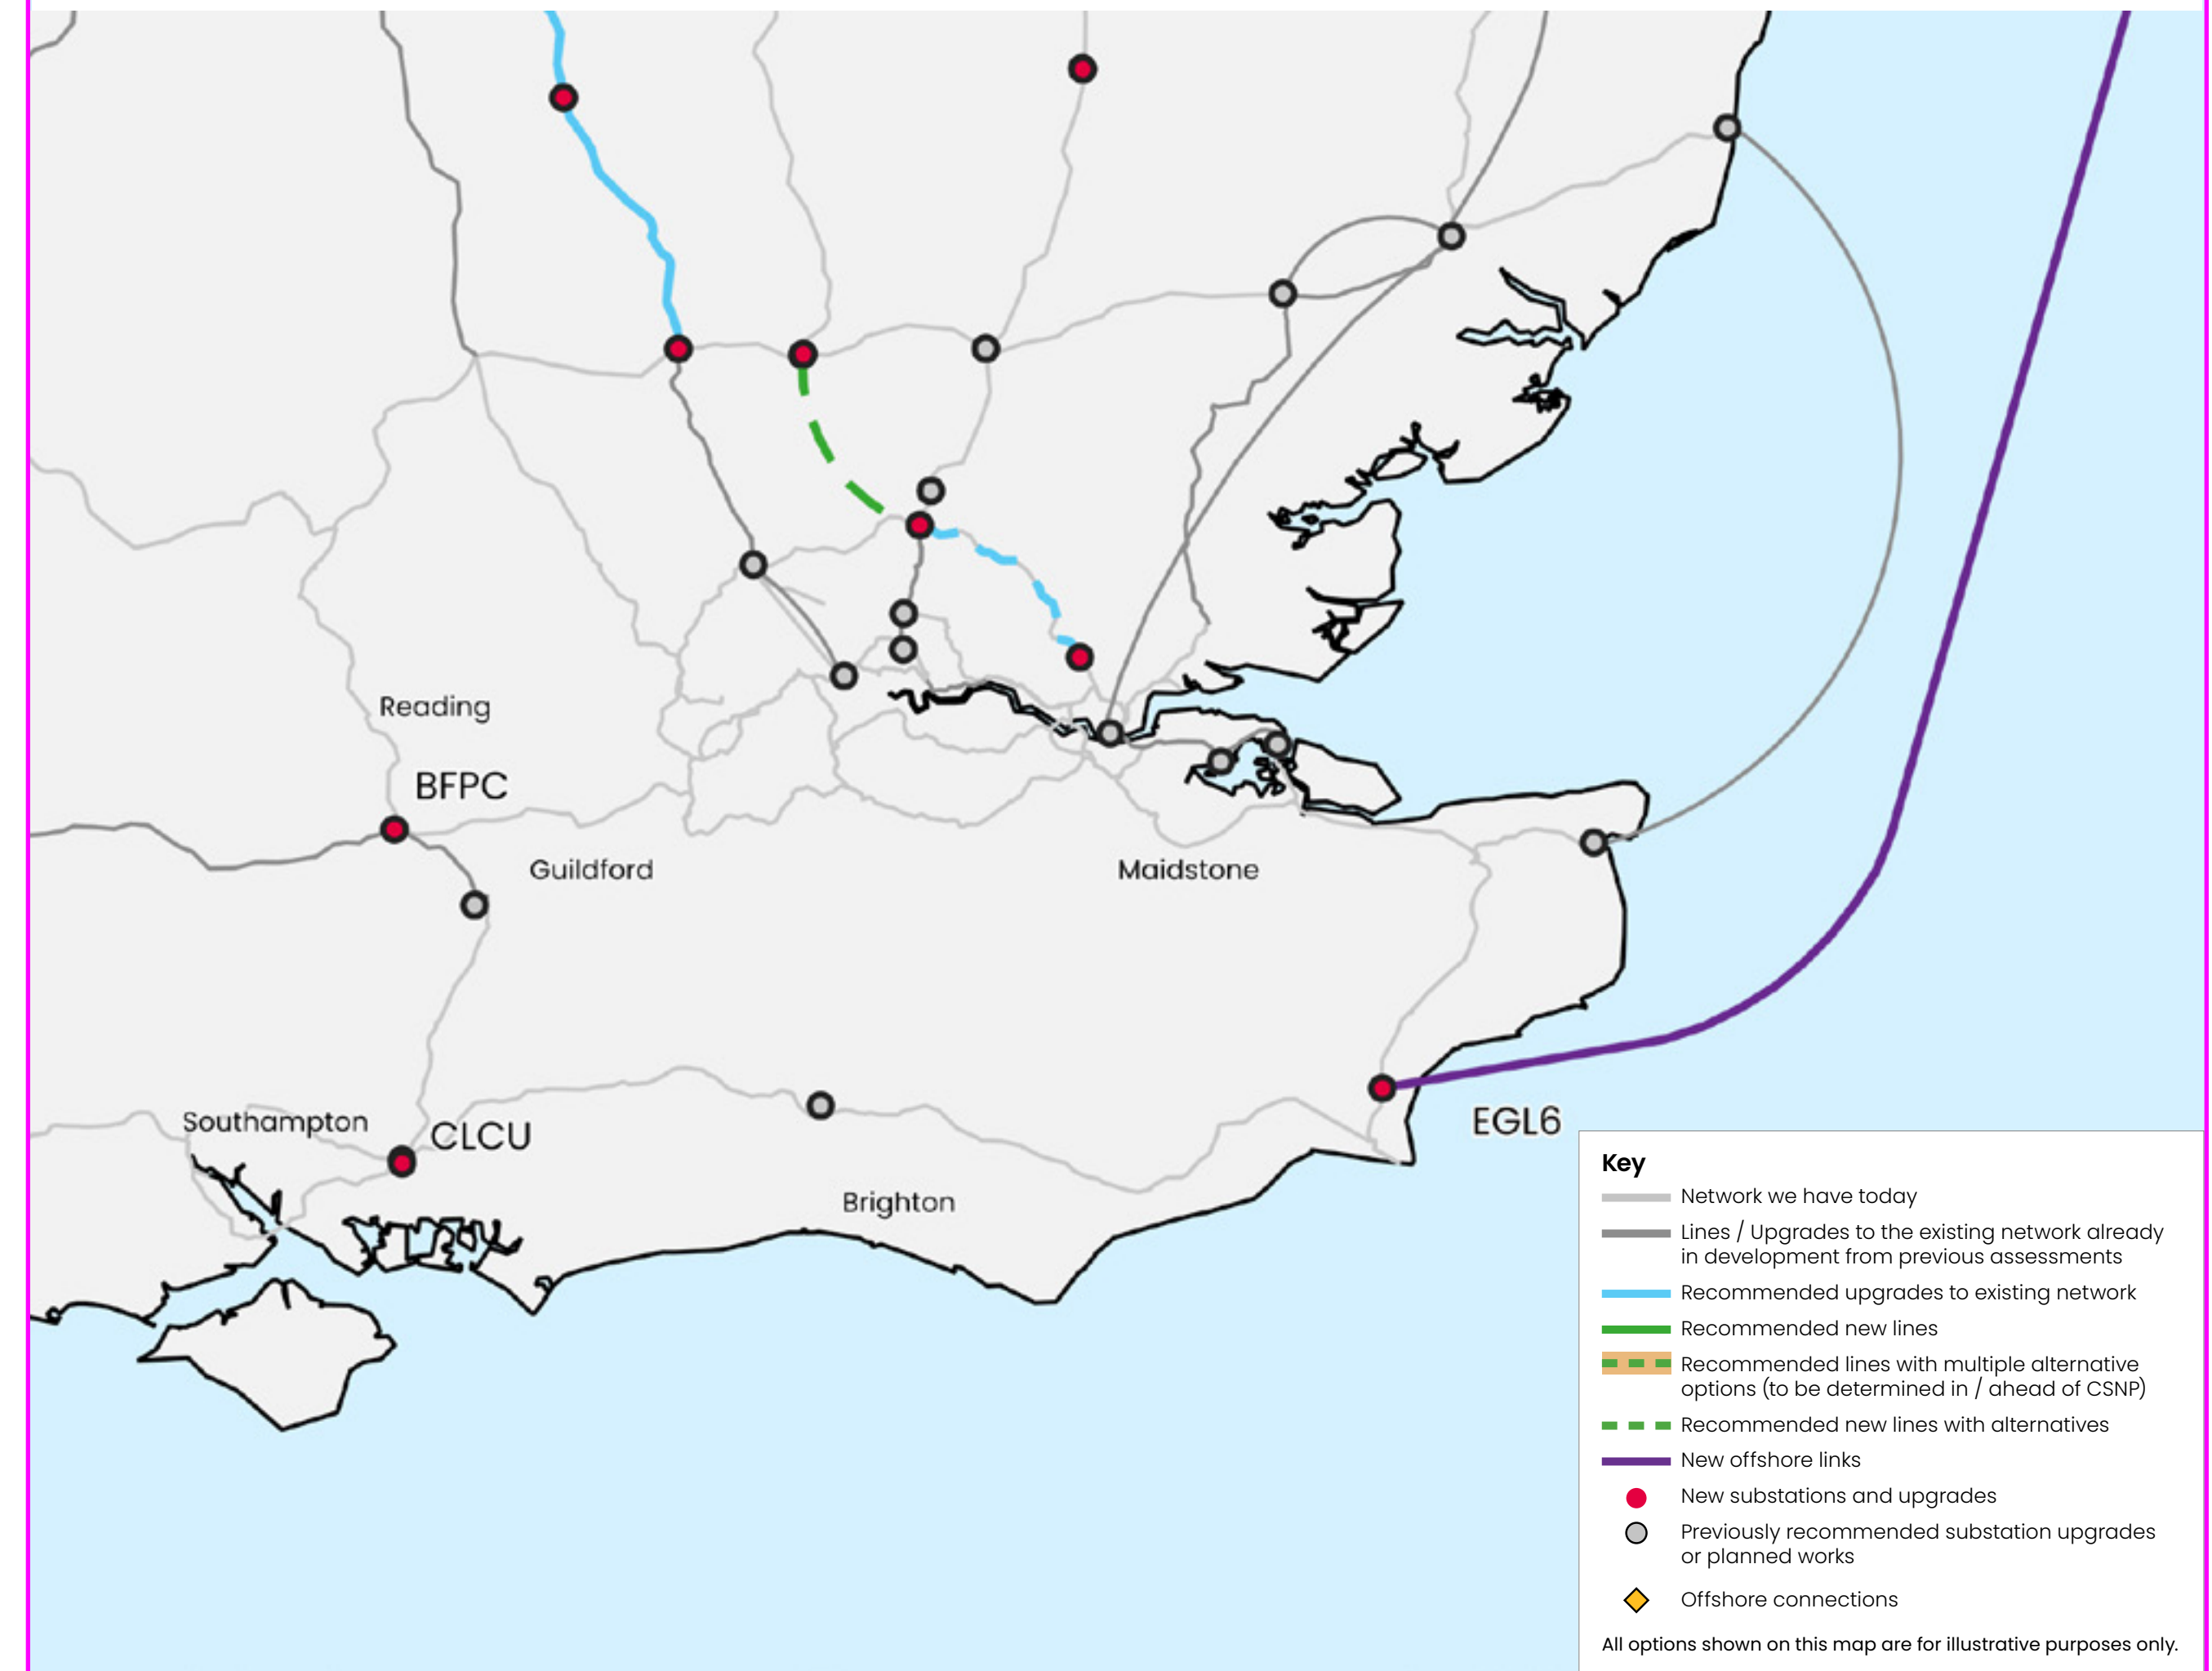 Reading
BFPC
Guildford
Maidstone
Southampton
CLCU
EGL6
Brighton
Key
Network we have today
Lines / Upgrades to the existing network already
in development from previous assessments
Recommended upgrades to existing network
Recommended new lines
Recommended lines with multiple alternative
options (to be determined in / ahead of CSNP)
Recommended new lines with alternatives
New offshore links
New substations and upgrades
Previously recommended substation upgrades
or planned works
Offshore connections
All options shown on this map are for illustrative purposes only.